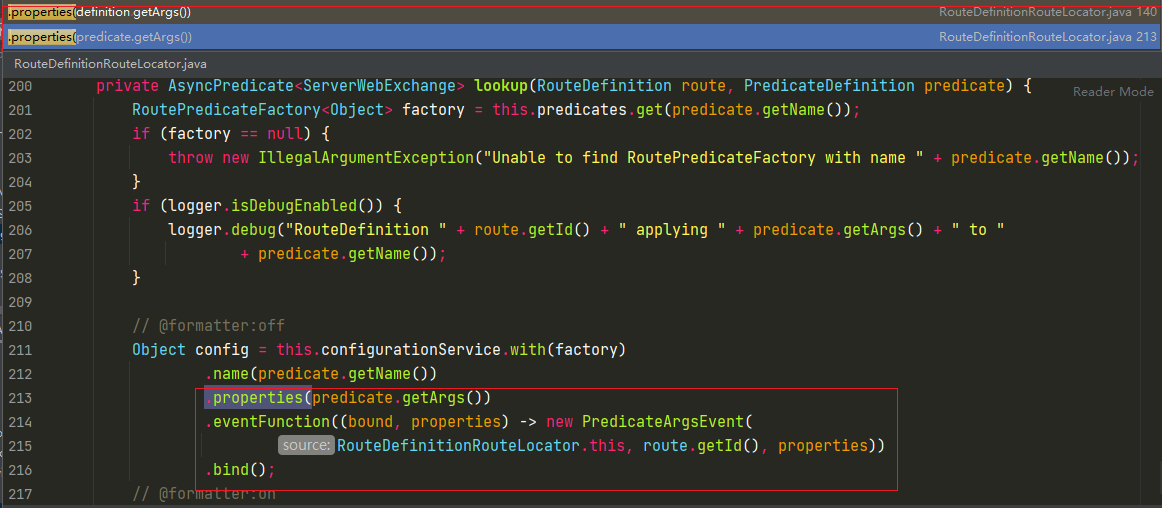 .properties(definition.getArgs()) RouteDefinitionRouteLocator.java 140
.properties(predicate.getArgs()) RouteDefinitionRouteLocator.java 213
RouteDefinitionRouteLocator.java
200 private AsyncPredicate<ServerWebExchange> lookup(RouteDefinition route, PredicateDefinition predicate) {
Reader Mode
201 RoutePredicateFactory<Object> factory = this.predicates.get(predicate.getName());
202 if (factory == null) {
203 throw new IllegalArgumentException("Unable to find RoutePredicateFactory with name " + predicate.getName());
204 }
205 if (logger.isDebugEnabled()) {
206 logger.debug("RouteDefinition " + route.getId() + " applying " + predicate.getArgs() + " to "
207 + predicate.getName());
208 }
209
210 // @formatter:off
211 Object config = this.configurationService.with(factory)
212 .name(predicate.getName())
213 .properties(predicate.getArgs())
214 .eventFunction((bound, properties) -> new PredicateArgsEvent(
215 source: RouteDefinitionRouteLocator.this, route.getId(), properties))
216 .bind();
217 // @formatter:on